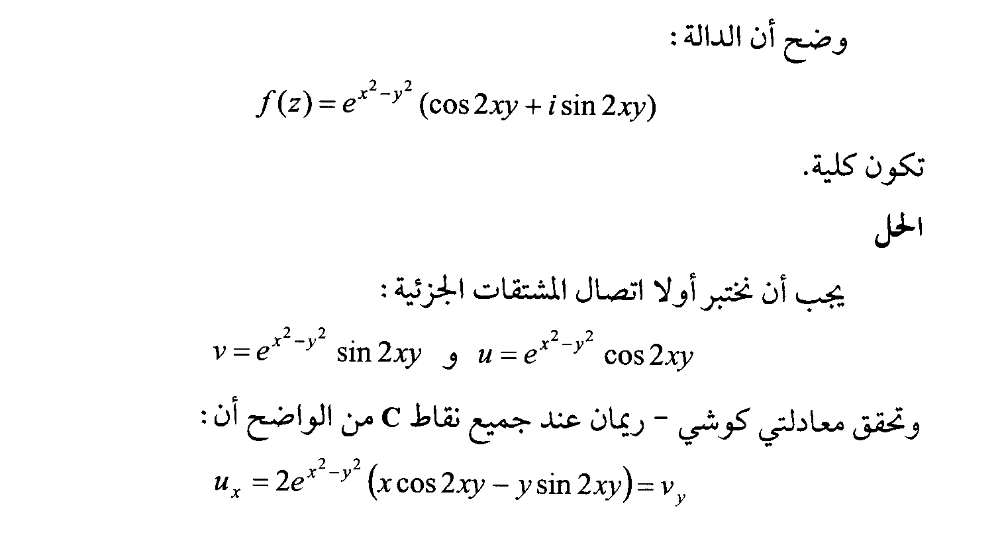 وضح أن الدالة :
f(z) = e^{x^2-y^2} (cos 2xy + i sin 2xy)
تكون كلية.
الحل
يجب أن نختبر أولا اتصال المشتقات الجزئية :
u = e^{x^2-y^2} cos 2xy و v = e^{x^2-y^2} sin 2xy
وتحقق معادلتي كوشي - ريمان عند جميع نقاط C من الواضح أن :
u_x = 2e^{x^2-y^2} (x cos 2xy - y sin 2xy) = v_y